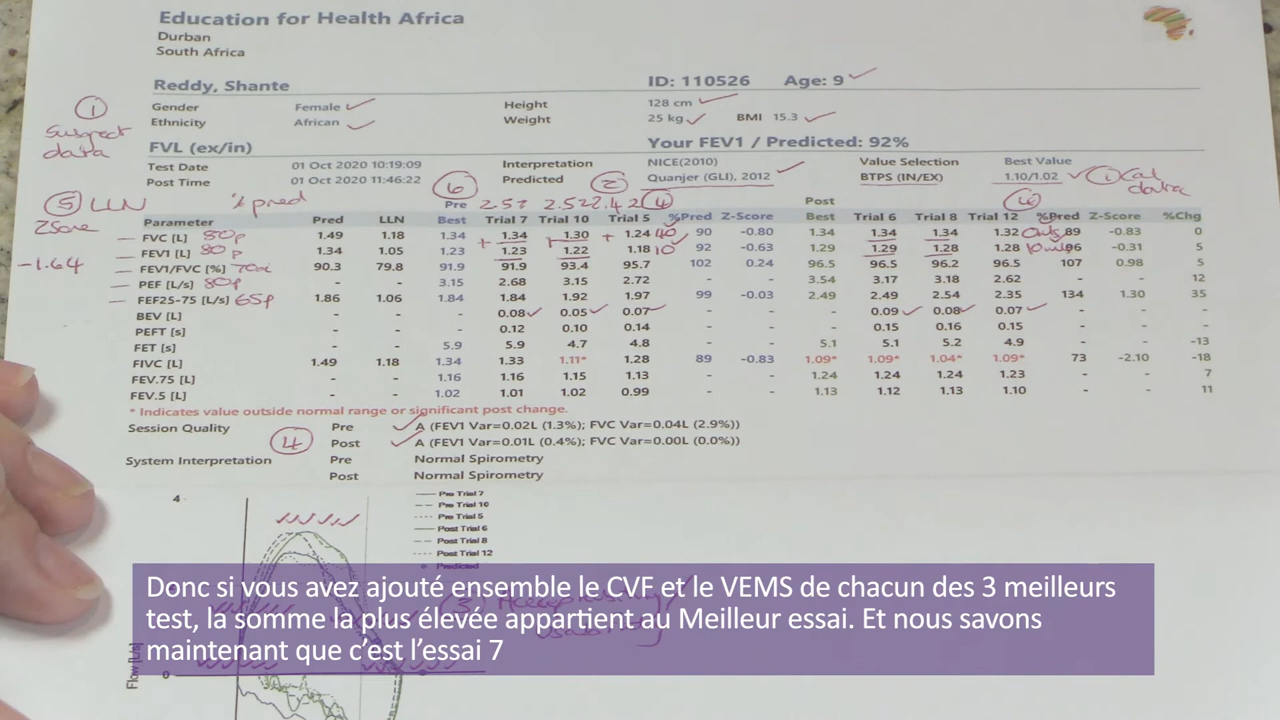 Education for Health Africa
Durban
South Africa
Reddy, Shante ID: 110526 Age: 9
Gender Female Height 128 cm
Ethnicity African Weight 25 kg BMI 15.3
① Suspect data
FVL (ex/in) Your FEV1 / Predicted: 92%
Test Date 01 Oct 2020 10:19:09 Interpretation NICE(2010) Value Selection Best Value
Post Time 01 Oct 2020 11:46:22 Predicted Quanjer (GLI), 2012 BTPS (IN/EX) 1.10/1.02
① Cal data
⑤ LLN % pred ⑥ ② ④
Z Score
-1.64
Pre 2.57 2.52 2.42 Post
Parameter Pred LLN Best Trial 7 Trial 10 Trial 5 %Pred Z-Score Best Trial 6 Trial 8 Trial 12 %Pred Z-Score %Chg
FVC [L] 80p 1.49 1.18 1.34 1.34 1.30 1.24 40 90 -0.80 1.34 1.34 1.34 1.32 89 -0.83 0
FEV1 [L] 80p 1.34 1.05 1.23 1.23 1.22 1.18 10 92 -0.63 1.29 1.29 1.28 1.28 96 -0.31 5
FEV1/FVC [%] 90.3 79.8 91.9 91.9 93.4 95.7 102 0.24 96.5 96.5 96.2 96.5 107 0.98 5
PEF [L/s] 80p - - 3.15 2.68 3.15 2.72 - - 3.54 3.17 3.18 2.62 - - 12
FEF25-75 [L/s] 65p 1.86 1.06 1.84 1.84 1.92 1.97 99 -0.03 2.49 2.49 2.54 2.35 134 1.30 35
BEV [L] - - - 0.08 0.05 0.07 - - - 0.09 0.08 0.07 - - -
PEFT [s] - - - 0.12 0.10 0.14 - - - 0.15 0.16 0.15 - - -
FET [s] - - 5.9 5.9 4.7 4.8 - - 5.1 5.1 5.2 4.9 - - -13
FIVC [L] 1.49 1.18 1.34 1.33 1.11* 1.28 89 -0.83 1.09* 1.09* 1.04* 1.09* 73 -2.10 -18
FEV.75 [L] - - 1.16 1.16 1.15 1.13 - - 1.24 1.24 1.24 1.23 - - 7
FEV.5 [L] - - 1.02 1.01 1.02 0.99 - - 1.13 1.12 1.13 1.10 - - 11
* Indicates value outside normal range or significant post change.
Session Quality Pre A (FEV1 Var=0.02L (1.3%); FVC Var=0.04L (2.9%))
④ Post A (FEV1 Var=0.01L (0.4%); FVC Var=0.00L (0.0%))
System Interpretation Pre Normal Spirometry
Post Normal Spirometry
4
Pre Trial 7
Pre Trial 10
Pre Trial 5
Post Trial 6
Post Trial 8
Post Trial 12
Predicted
Flow [L/s]
0
Donc si vous avez ajouté ensemble le CVF et le VEMS de chacun des 3 meilleurs
test, la somme la plus élevée appartient au Meilleur essai. Et nous savons
maintenant que c’est l’essai 7